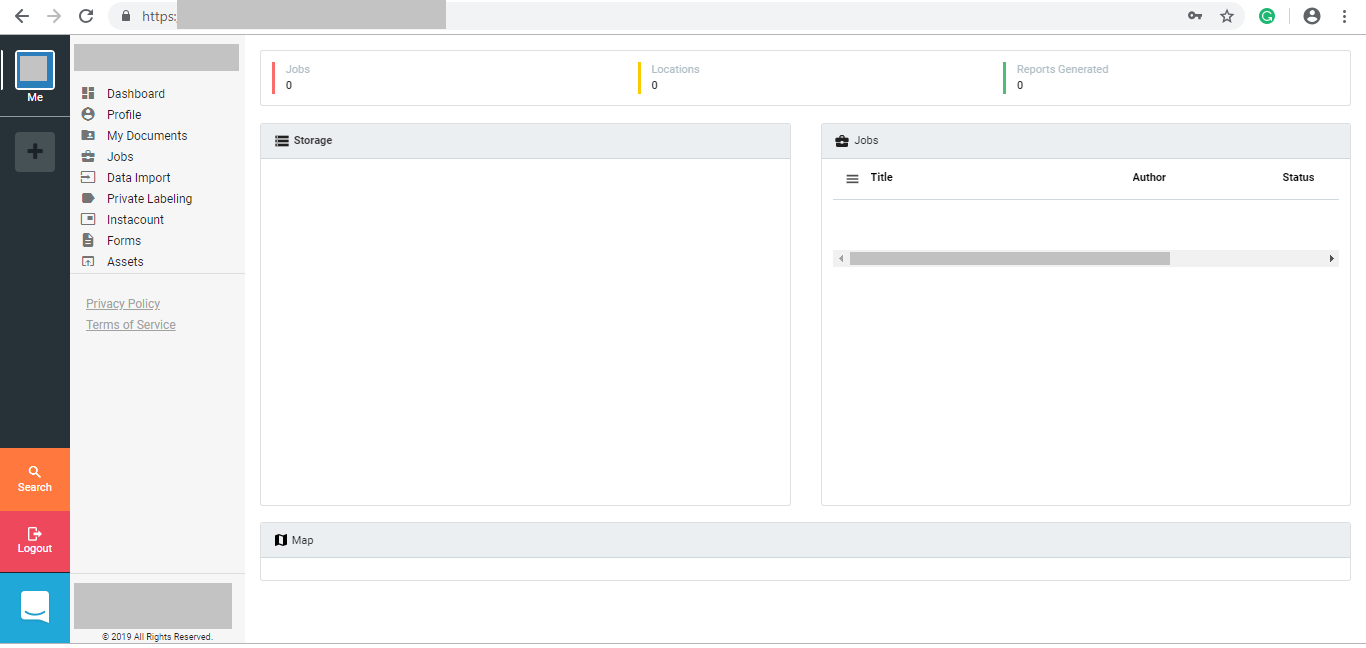 https:
Me
Dashboard
Profile
My Documents
Jobs
Data Import
Private Labeling
Instacount
Forms
Assets
Privacy Policy
Terms of Service
Search
Logout
© 2019 All Rights Reserved.
Jobs
0
Locations
0
Reports Generated
0
Storage
Jobs
Title Author Status
Map